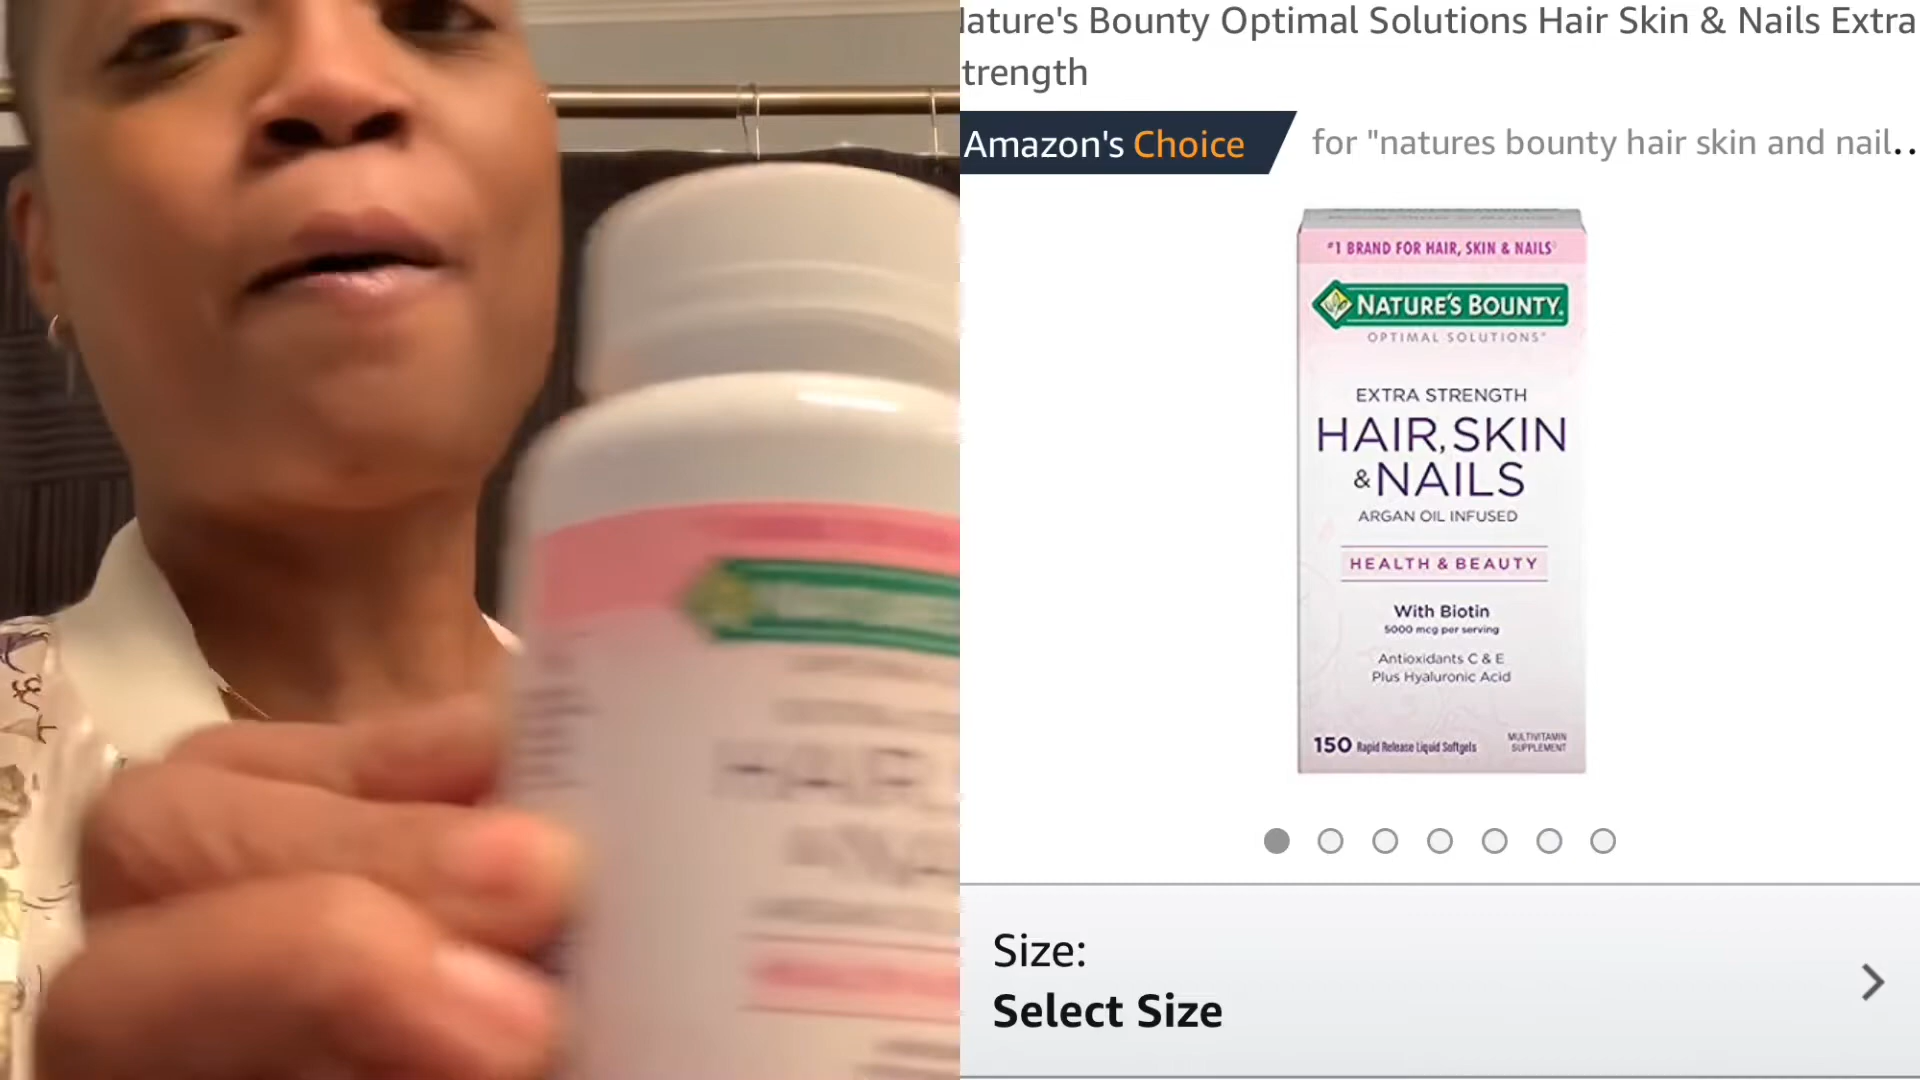 ature's Bounty Optimal Solutions Hair Skin & Nails Extra
trength
Amazon's Choice for "natures bounty hair skin and nail..
#1 BRAND FOR HAIR, SKIN & NAILS
NATURE'S BOUNTY.
OPTIMAL SOLUTIONS
EXTRA STRENGTH
HAIR, SKIN
& NAILS
ARGAN OIL INFUSED
HEALTH & BEAUTY
With Biotin
5000 mcg per serving
Antioxidants C & E
Plus Hyaluronic Acid
150 Rapid Release Liquid Softgels
MULTIVITAMIN
SUPPLEMENT
Size:
Select Size